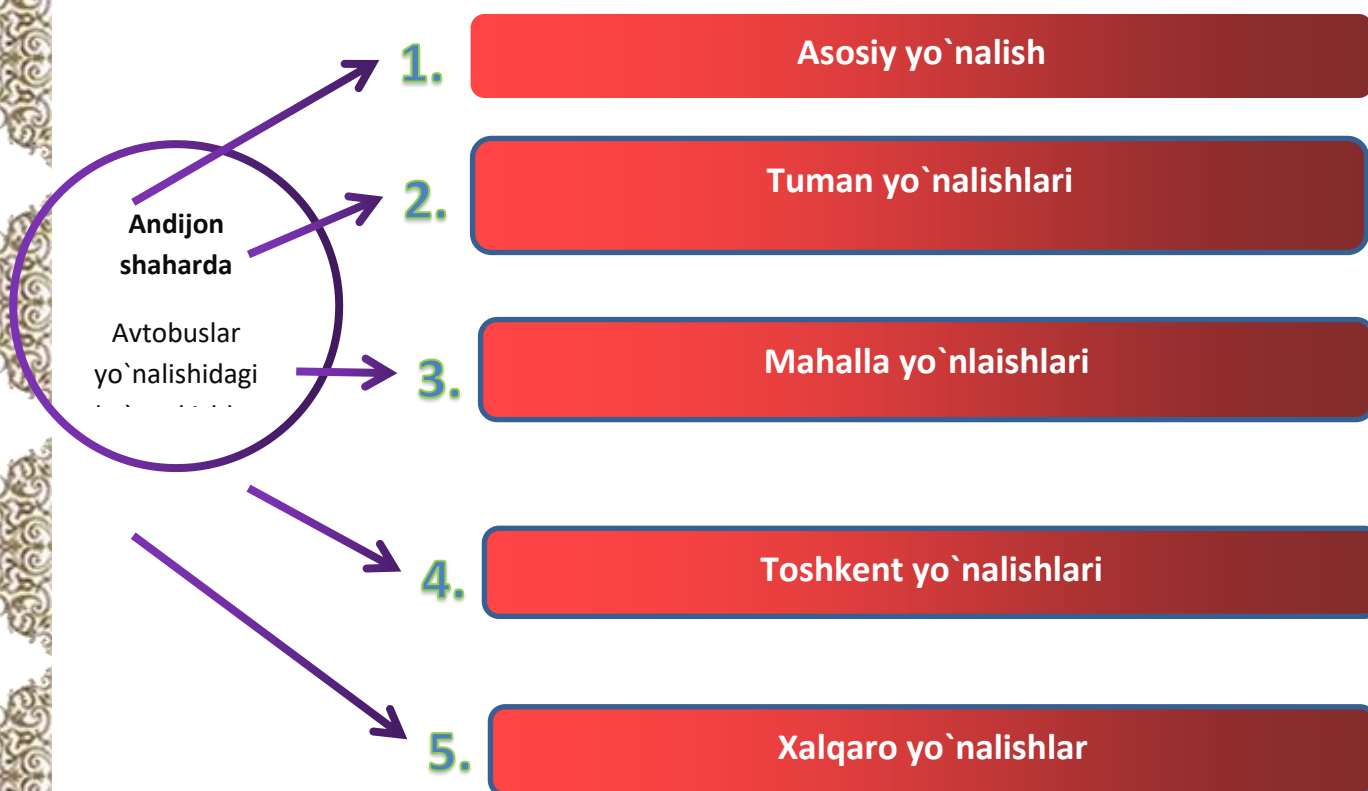 1. Asosiy yo`nalish
2. Tuman yo`nalishlari
Andijon
shaharda
Avtobuslar
yo`nalishidagi
3. Mahalla yo`nlaishlari
4. Toshkent yo`nalishlari
5. Xalqaro yo`nalishlar